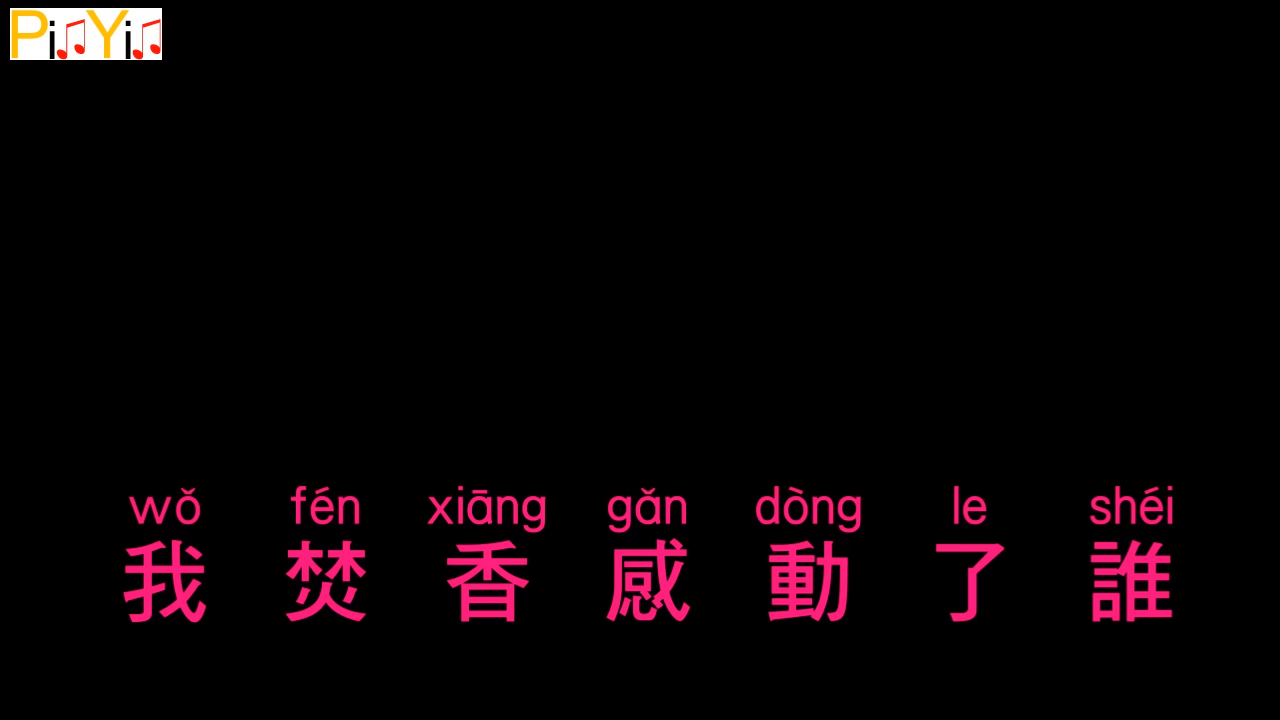 PinYin
wǒ fén xiāng gǎn dòng le shéi
我 焚 香 感 動 了 誰